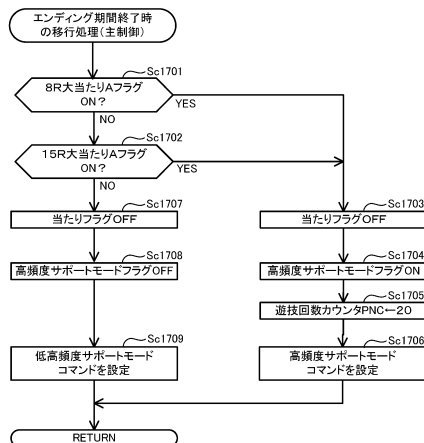 エンディング期間終了時
の移行処理(主制御)
Sc1701
8R大当たりAフラグ
ON?
YES
NO
Sc1702
15R大当たりAフラグ
ON?
YES
NO
Sc1707
当たりフラグOFF
Sc1703
当たりフラグOFF
Sc1708
高頻度サポートモードフラグOFF
Sc1704
高頻度サポートモードフラグON
Sc1705
遊技回数カウンタPNC←20
Sc1709
低高頻度サポートモード
コマンドを設定
Sc1706
高頻度サポートモード
コマンドを設定
RETURN